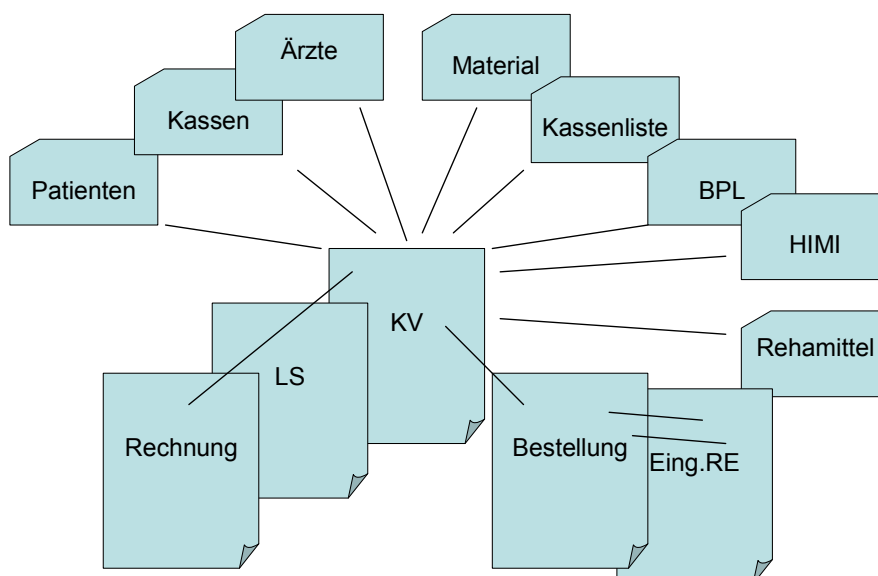 Ärzte
Material
Kassen
Kassenliste
Patienten
BPL
HIMI
KV
Rehamittel
LS
Rechnung
Bestellung
Eing.RE